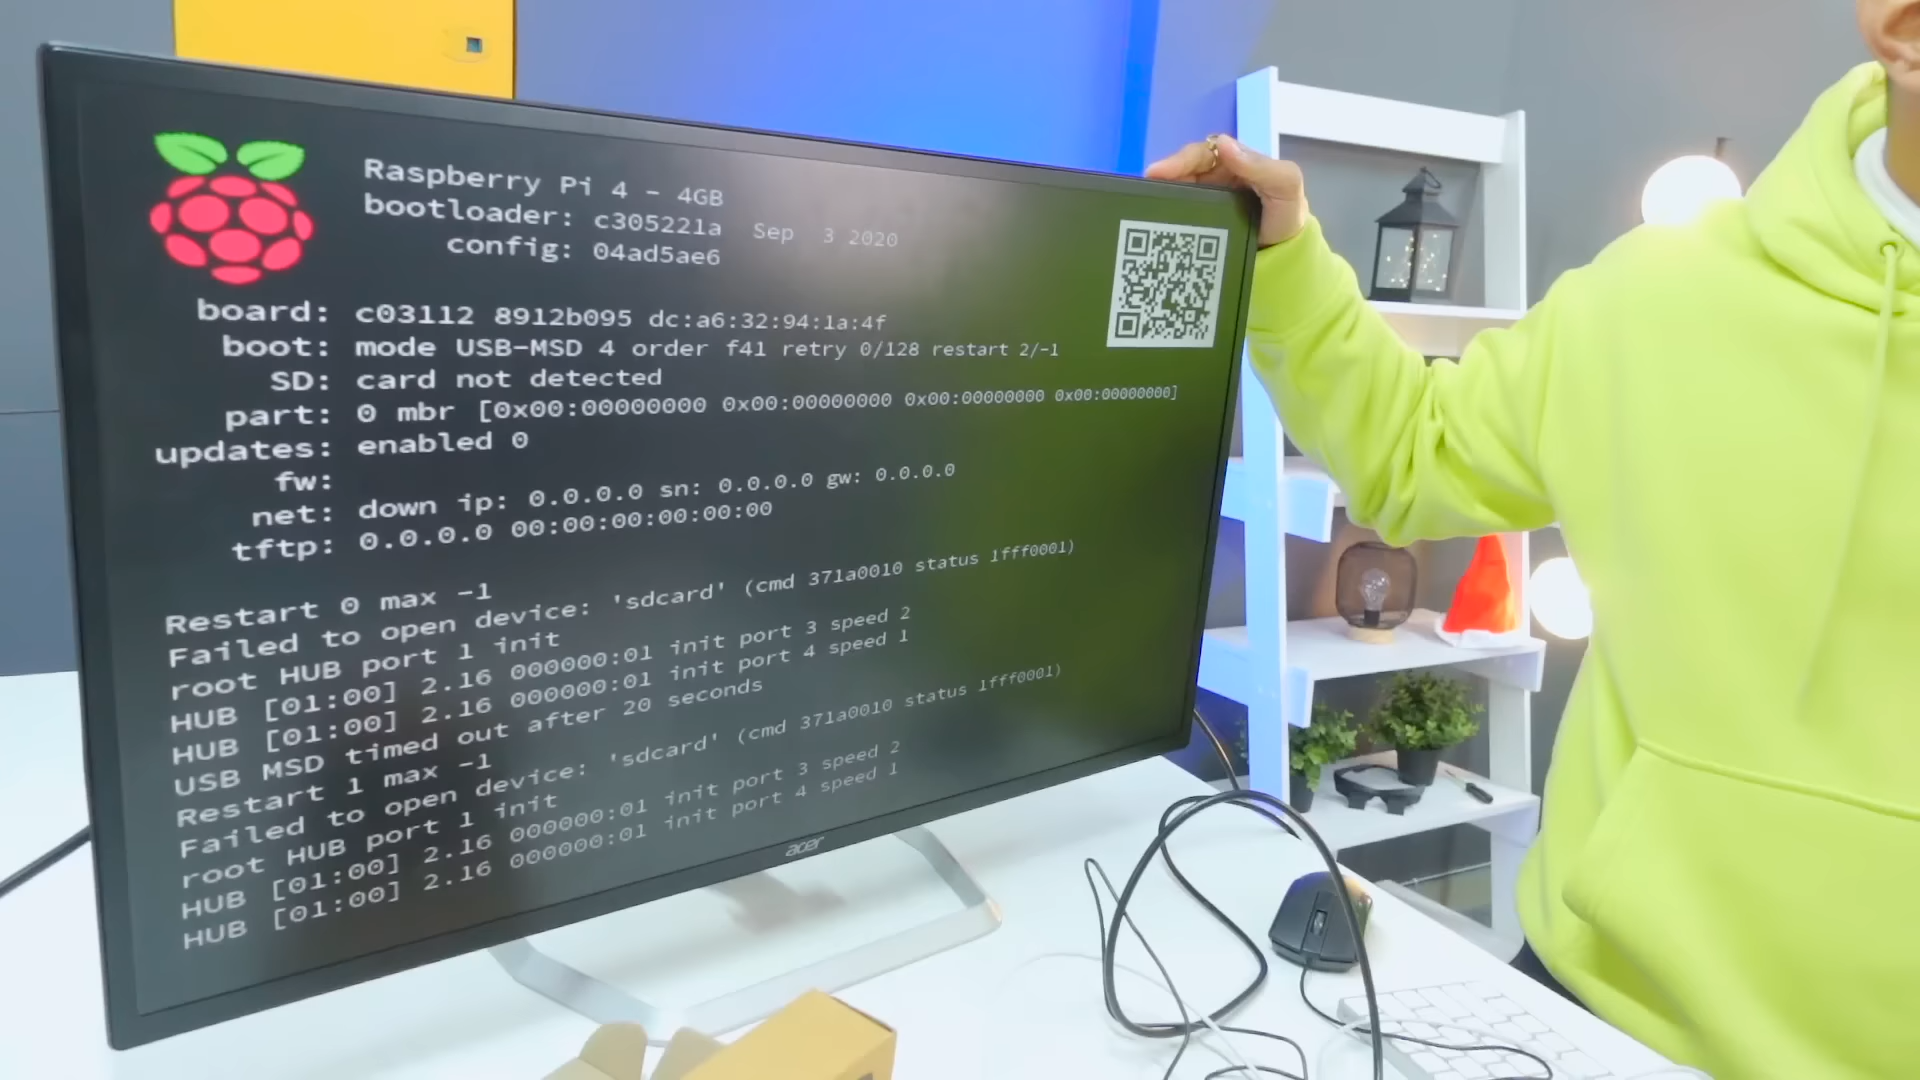 Raspberry Pi 4 - 4GB
bootloader: c305221a Sep 3 2020
config: 04ad5ae6
board: c03112 8912b095 dc:a6:32:94:1a:4f
boot: mode USB-MSD 4 order f41 retry 0/128 restart 2/-1
SD: card not detected
part: 0 mbr [0x00:00000000 0x00:00000000 0x00:00000000 0x00:00000000]
updates: enabled 0
fw:
net: down ip: 0.0.0.0 sn: 0.0.0.0 gw: 0.0.0.0
tftp: 0.0.0.0 00:00:00:00:00:00
Restart 0 max -1
Failed to open device: 'sdcard' (cmd 371a0010 status 1fff0001)
root HUB port 1 init
HUB [01:00] 2.16 000000:01 init port 3 speed 2
HUB [01:00] 2.16 000000:01 init port 4 speed 1
USB MSD timed out after 20 seconds
Restart 1 max -1
Failed to open device: 'sdcard' (cmd 371a0010 status 1fff0001)
root HUB port 1 init
HUB [01:00] 2.16 000000:01 init port 3 speed 2
HUB [01:00] 2.16 000000:01 init port 4 speed 1
acer